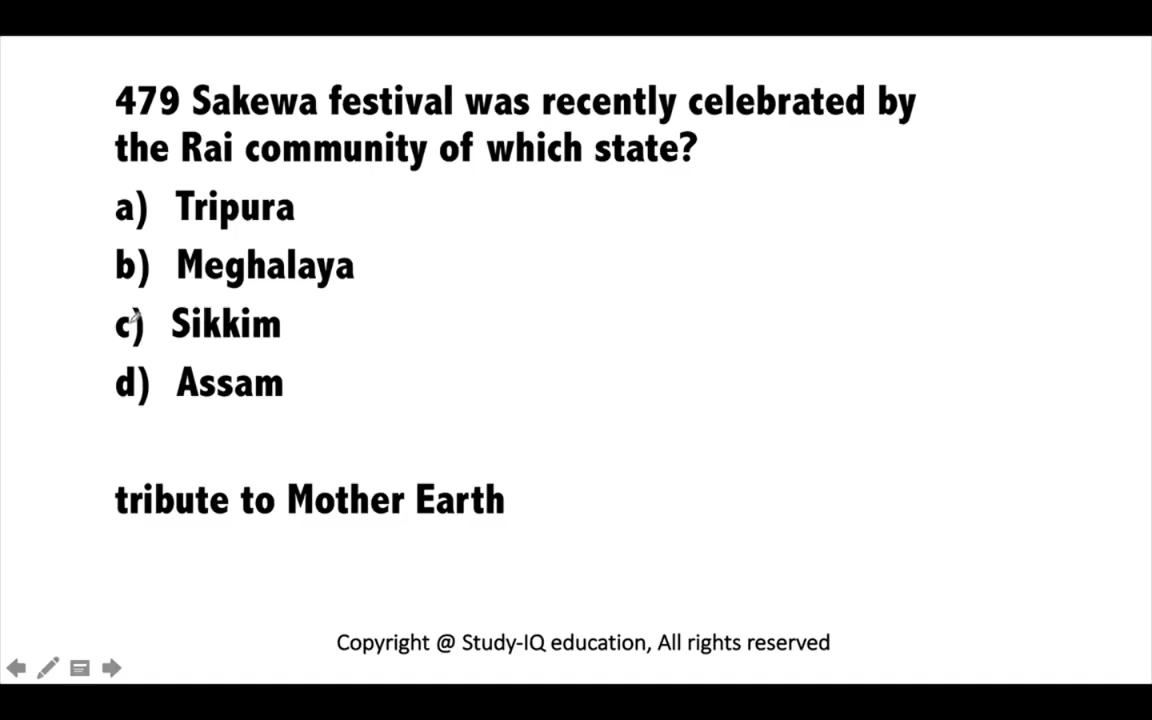 479 Sakewa festival was recently celebrated by
the Rai community of which state?
a) Tripura
b) Meghalaya
c) Sikkim
d) Assam
tribute to Mother Earth
Copyright @ Study-IQ education, All rights reserved